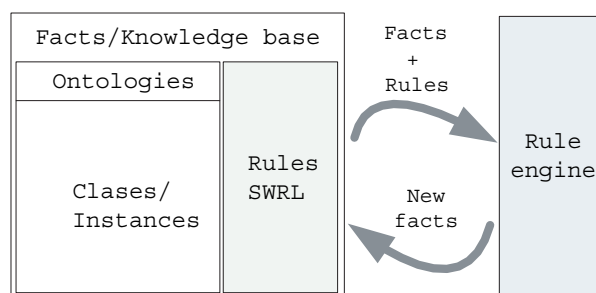 Facts/Knowledge base
Ontologies
Clases/
Instances
Rules
SWRL
Facts
+
Rules
New
facts
Rule
engine